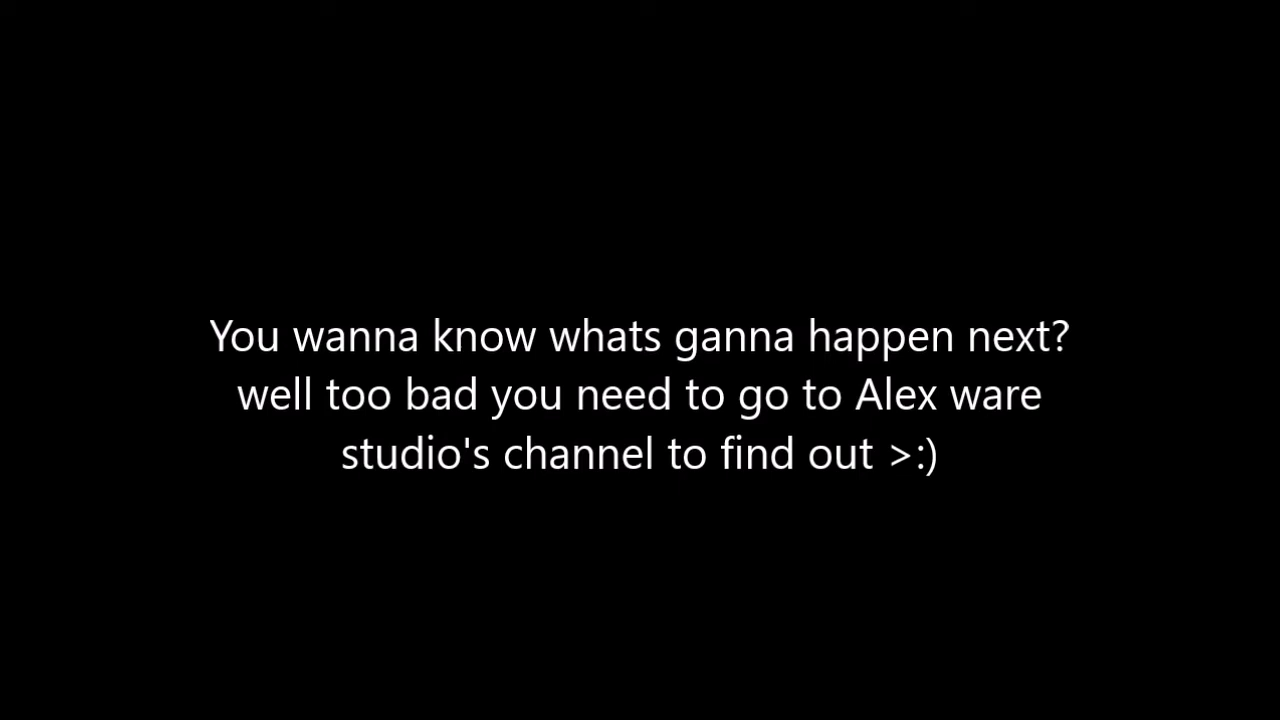 You wanna know whats ganna happen next?
well too bad you need to go to Alex ware
studio's channel to find out >:)